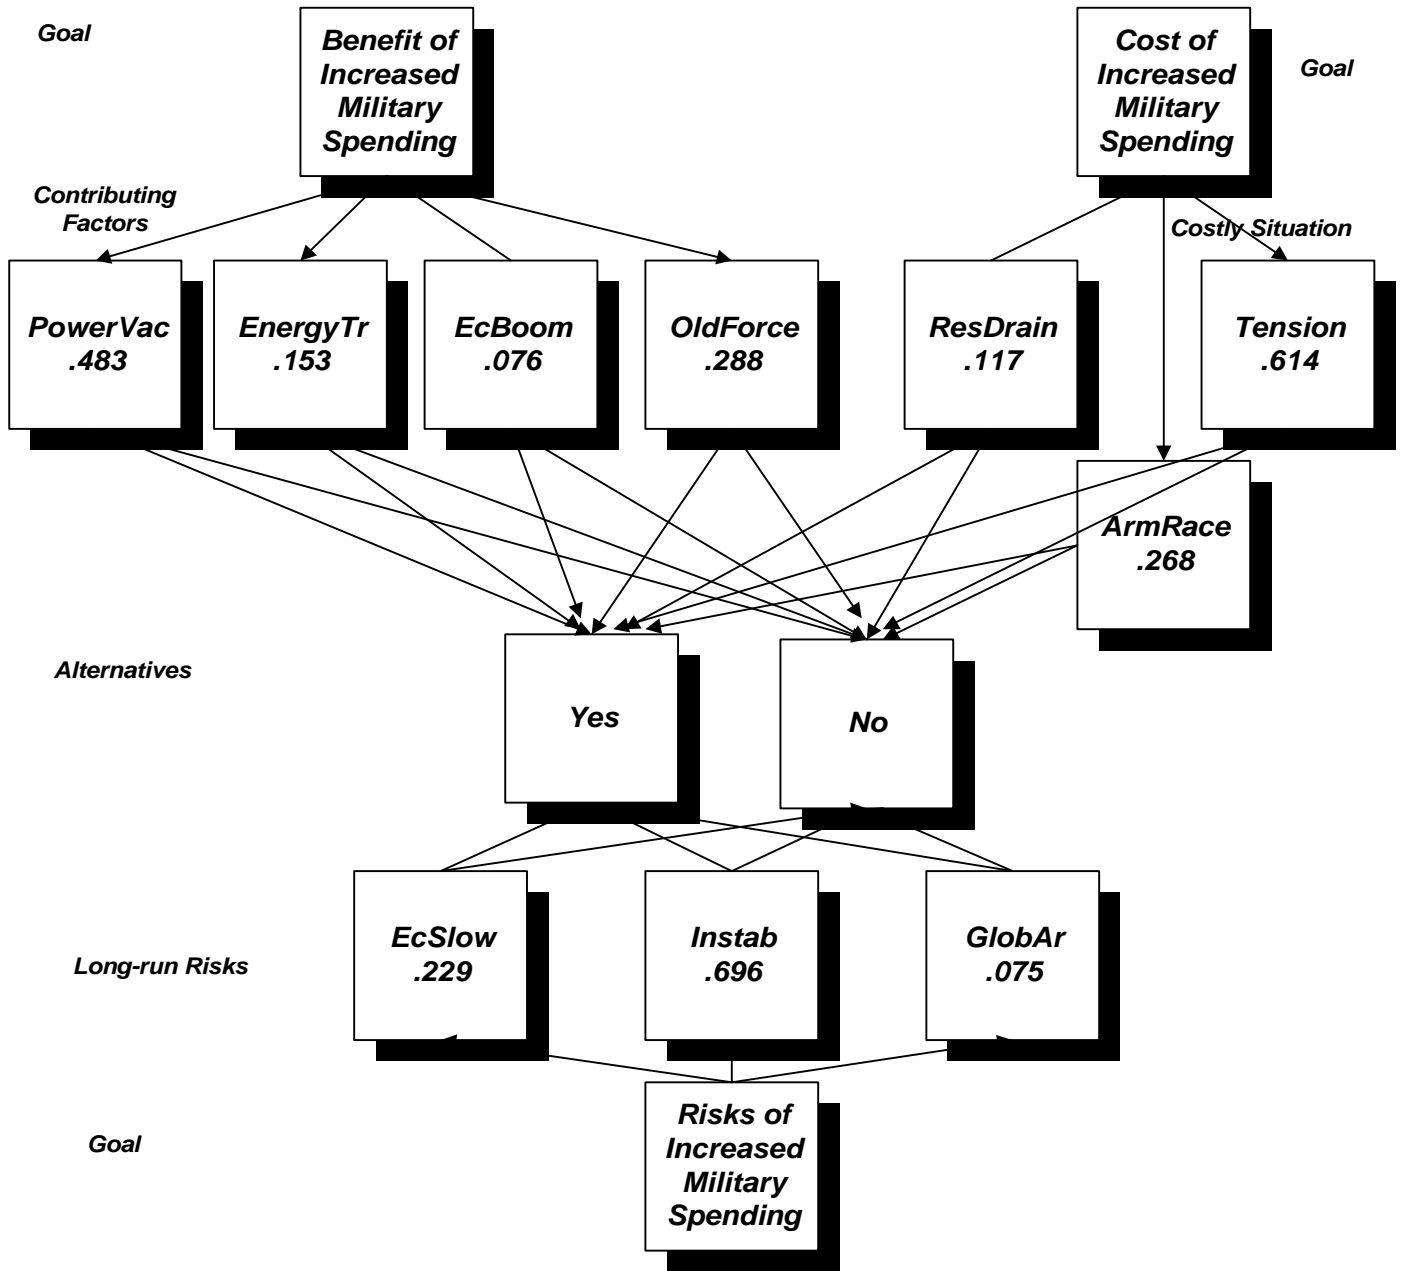 Goal
Benefit of
Increased
Military
Spending
Cost of
Increased
Military
Spending
Goal
Contributing
Factors
Costly Situation
PowerVac
.483
EnergyTr
.153
EcBoom
.076
OldForce
.288
ResDrain
.117
Tension
.614
ArmRace
.268
Alternatives
Yes
No
Long-run Risks
EcSlow
.229
Instab
.696
GlobAr
.075
Goal
Risks of
Increased
Military
Spending